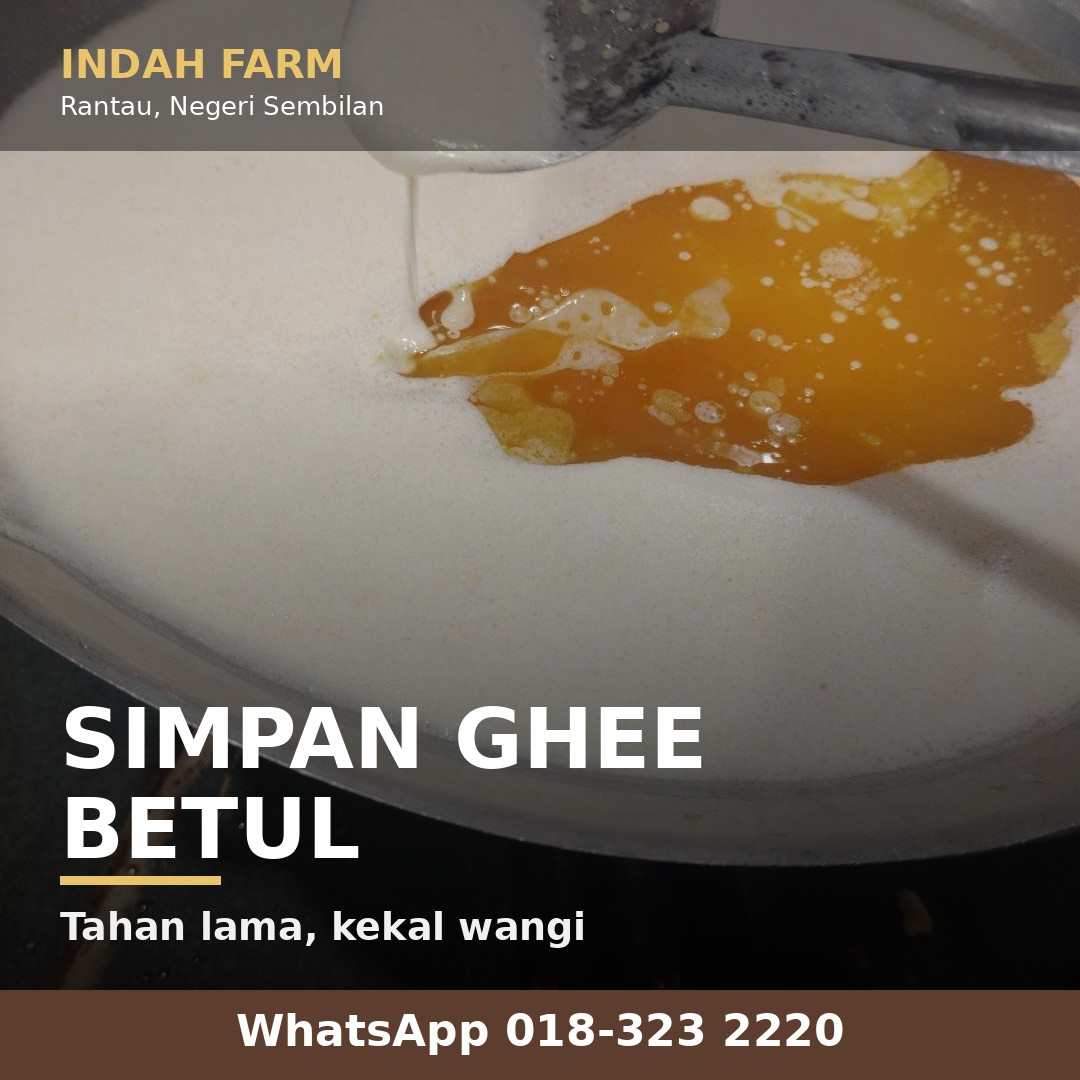 INDAH FARM
Rantau, Negeri Sembilan
SIMPAN GHEE
BETUL
Tahan lama, kekal wangi
WhatsApp 018-323 2220